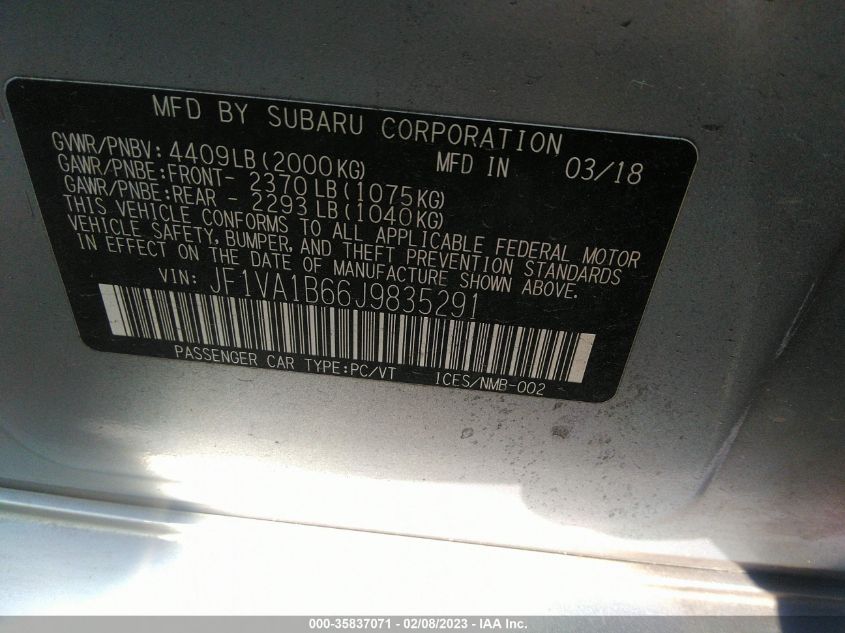 MFD BY SUBARU CORPORATION
GVWR/PNBV: 4409LB(2000KG) MFD IN 03/18
GAWR/PNBE:FRONT- 2370LB(1075KG)
GAWR/PNBE:REAR - 2293LB(1040KG)
THIS VEHICLE CONFORMS TO ALL APPLICABLE FEDERAL MOTOR
VEHICLE SAFETY, BUMPER, AND THEFT PREVENTION STANDARDS
IN EFFECT ON THE DATE OF MANUFACTURE SHOWN ABOVE.
VIN: JF1VA1B66J9835291
PASSENGER CAR TYPE:PC/VT ICES/NMB-002
000-35837071 - 02/08/2023 - IAA Inc.